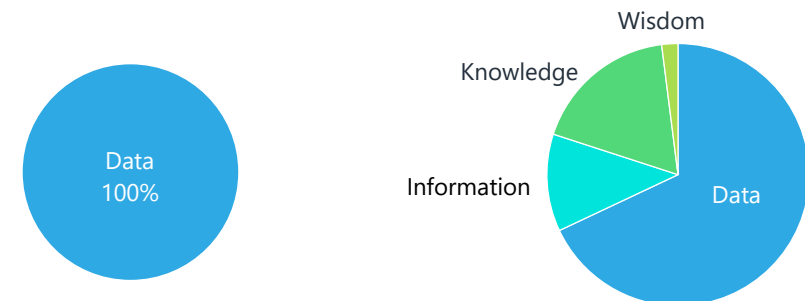 Data
100%
Wisdom
Knowledge
Information
Data